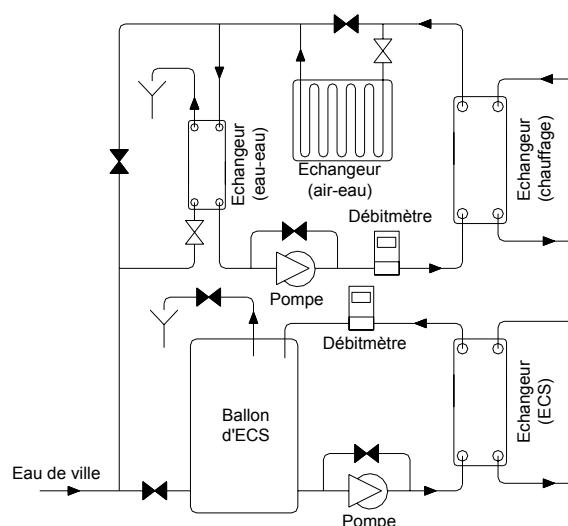 Echangeur
(eau-eau)
Echangeur
(air-eau)
Echangeur
(chauffage)
Débitmètre
Pompe
Débitmètre
Ballon
d'ECS
Echangeur
(ECS)
Eau de ville
Pompe